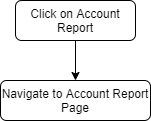 Click on Account
Report
Navigate to Account Report
Page